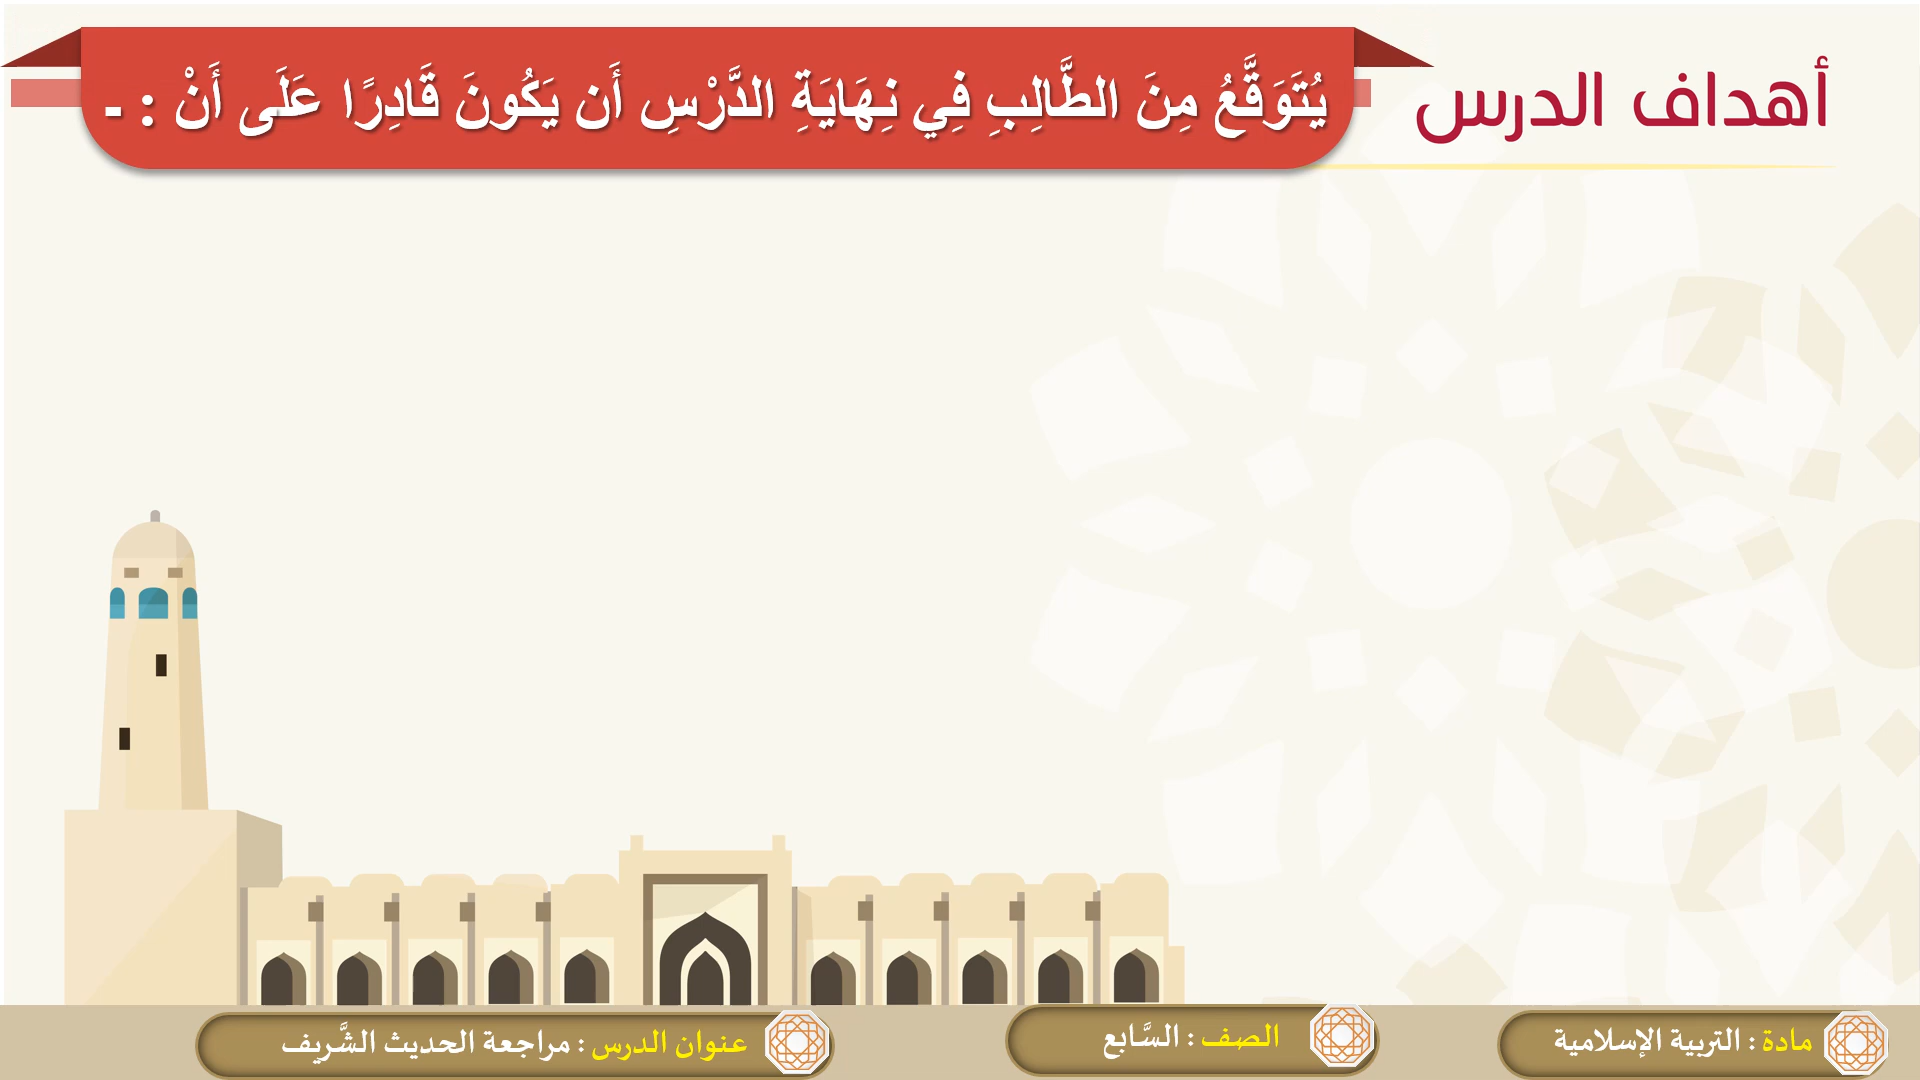 أهداف الدرس
يُتَوَقَّعُ مِنَ الطَّالِبِ فِي نِهَايَةِ الدَّرْسِ أَن يَكُونَ قَادِرًا عَلَى أَنْ : -
مادة : التربية الإسلامية
الصف : السَّابع
عنوان الدرس : مراجعة الحديث الشَّريف